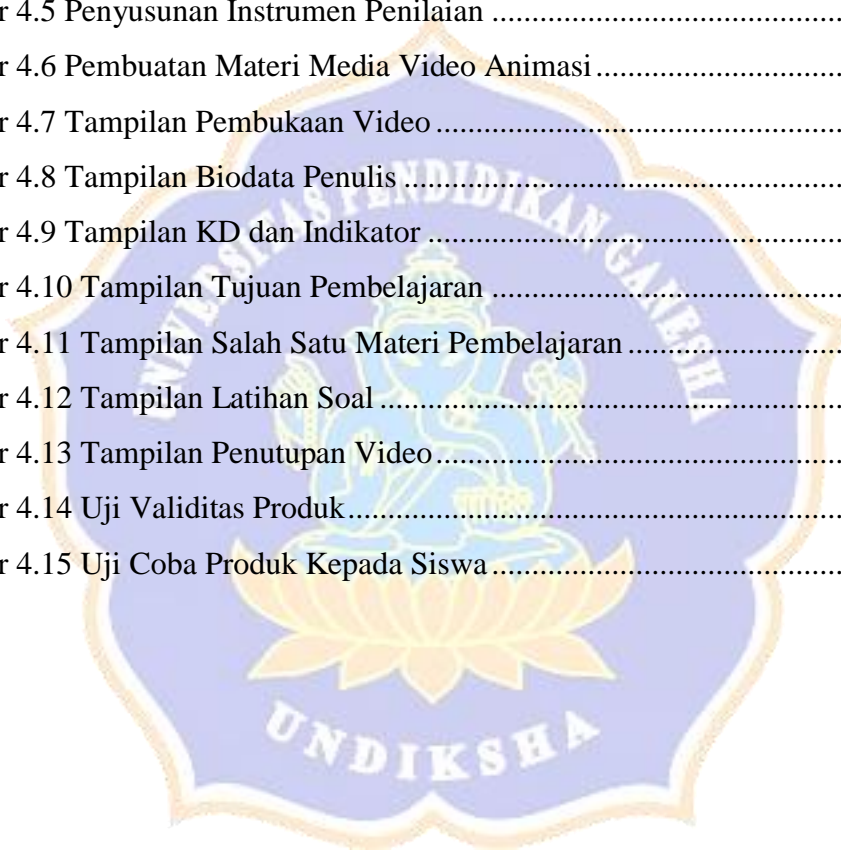 r 4.5 Penyusunan Instrumen Penilaian ..................................................
r 4.6 Pembuatan Materi Media Video Animasi ..................................
r 4.7 Tampilan Pembukaan Video ..........................................................
r 4.8 Tampilan Biodata Penulis ...............................................................
r 4.9 Tampilan KD dan Indikator ...........................................................
r 4.10 Tampilan Tujuan Pembelajaran ..................................................
r 4.11 Tampilan Salah Satu Materi Pembelajaran ..............................
r 4.12 Tampilan Latihan Soal ...................................................................
r 4.13 Tampilan Penutupan Video ...........................................................
r 4.14 Uji Validitas Produk ........................................................................
r 4.15 Uji Coba Produk Kepada Siswa ..................................................
UNIVERSITAS PENDIDIKAN GANESHA
UNDIKSHA